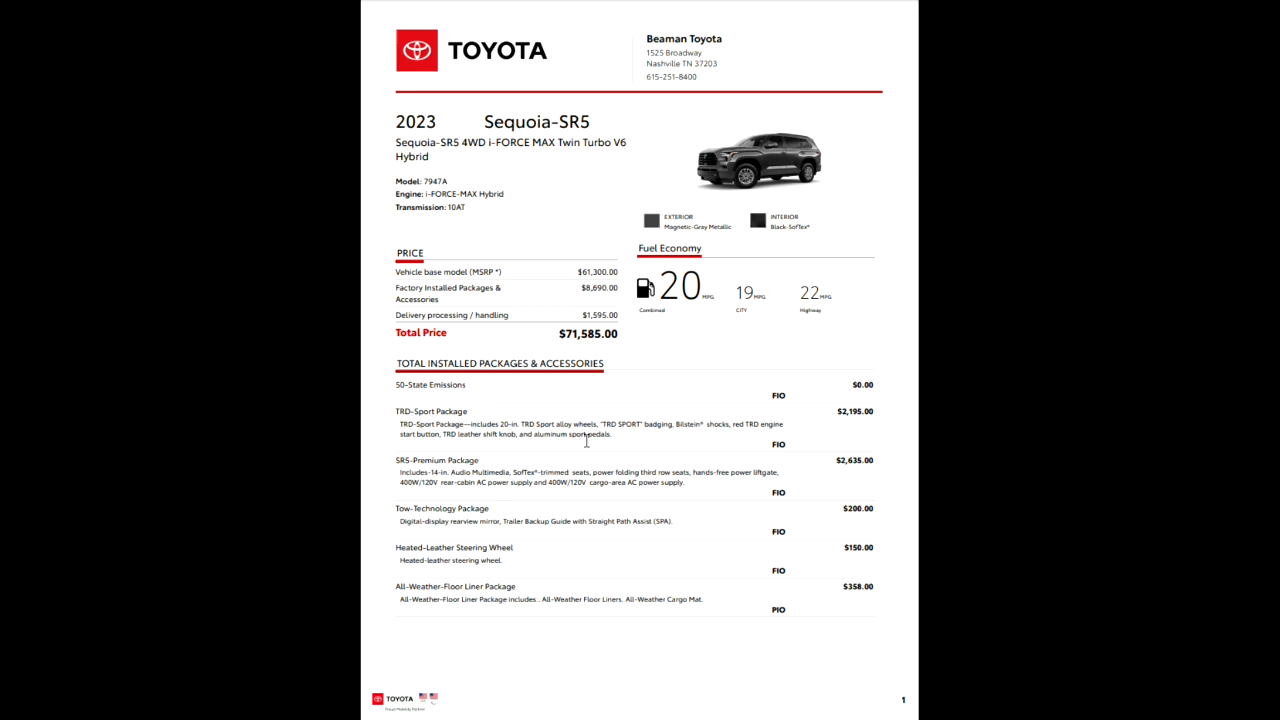 TOYOTA
Beaman Toyota
1525 Broadway
Nashville TN 37203
615-251-8400
2023 Sequoia-SR5
Sequoia-SR5 4WD i-FORCE MAX Twin Turbo V6
Hybrid
Model: 7947A
Engine: i-FORCE-MAX Hybrid
Transmission: 10AT
EXTERIOR
Magnetic-Gray Metallic
INTERIOR
Black-SofTex®
PRICE
Vehicle base model (MSRP *) $61,300.00
Factory Installed Packages & $8,690.00
Accessories
Delivery processing / handling $1,595.00
Total Price $71,585.00
Fuel Economy
20 MPG
Combined
19 MPG
CITY
22 MPG
Highway
TOTAL INSTALLED PACKAGES & ACCESSORIES
50-State Emissions $0.00
FIO
TRD-Sport Package $2,195.00
TRD-Sport Package—includes 20-in. TRD Sport alloy wheels, "TRD SPORT" badging, Bilstein® shocks, red TRD engine
start button, TRD leather shift knob, and aluminum sport pedals.
FIO
SR5-Premium Package $2,635.00
Includes-14-in. Audio Multimedia, SofTex®-trimmed seats, power folding third row seats, hands-free power liftgate,
400W/120V rear-cabin AC power supply and 400W/120V cargo-area AC power supply.
FIO
Tow-Technology Package $200.00
Digital-display rearview mirror, Trailer Backup Guide with Straight Path Assist (SPA).
FIO
Heated-Leather Steering Wheel $150.00
Heated-leather steering wheel.
FIO
All-Weather-Floor Liner Package $358.00
All-Weather-Floor Liner Package includes.. All-Weather Floor Liners. All-Weather Cargo Mat.
PIO
TOYOTA
Proud Mobility Partner
1